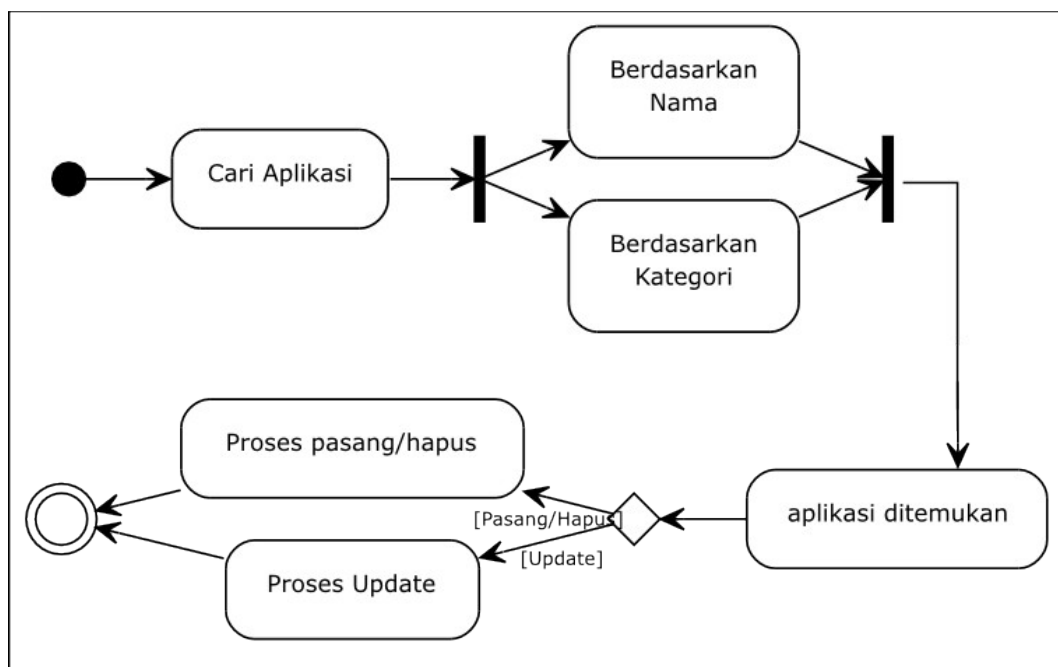 Berdasarkan
Nama
Cari Aplikasi
Berdasarkan
Kategori
Proses pasang/hapus
[Pasang/Hapus]
aplikasi ditemukan
[Update]
Proses Update